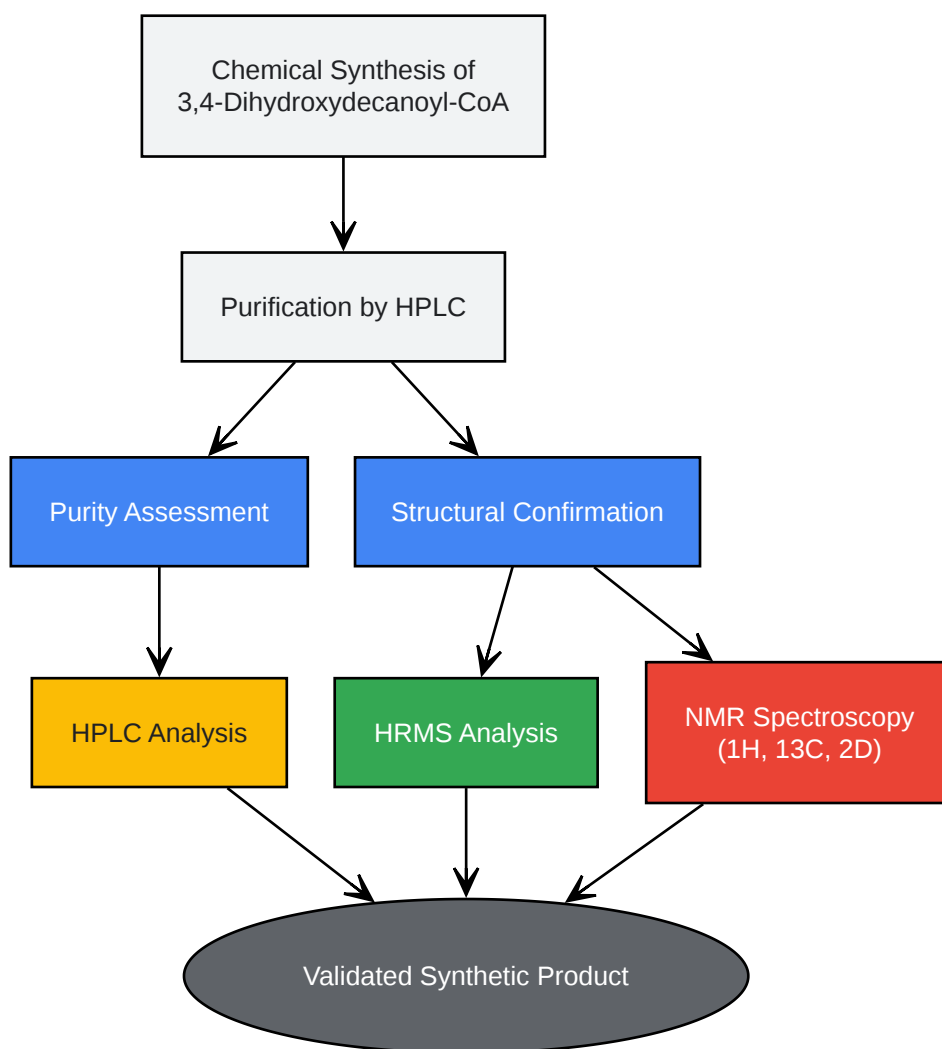 Chemical Synthesis of
3,4-Dihydroxydecanoyl-CoA
Purification by HPLC
Purity Assessment
Structural Confirmation
HPLC Analysis
HRMS Analysis
NMR Spectroscopy
(1H, 13C, 2D)
Validated Synthetic Product